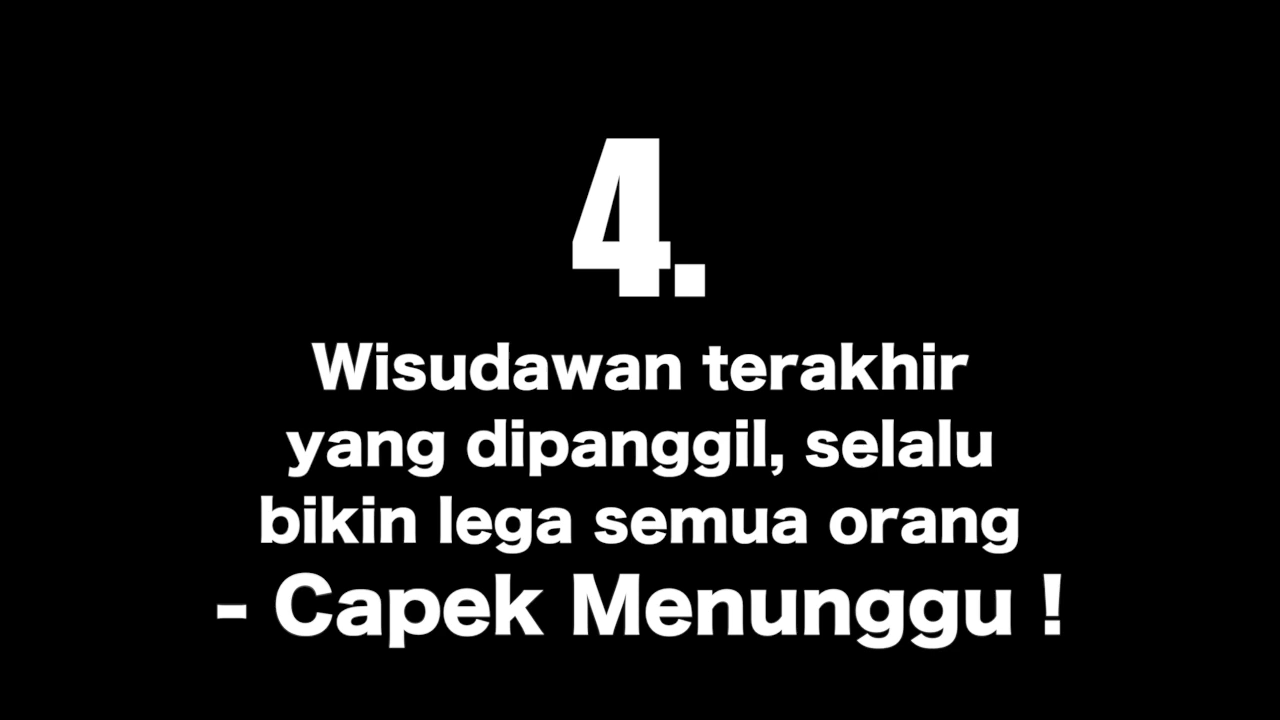 4.
Wisudawan terakhir
yang dipanggil, selalu
bikin lega semua orang
- Capek Menunggu !